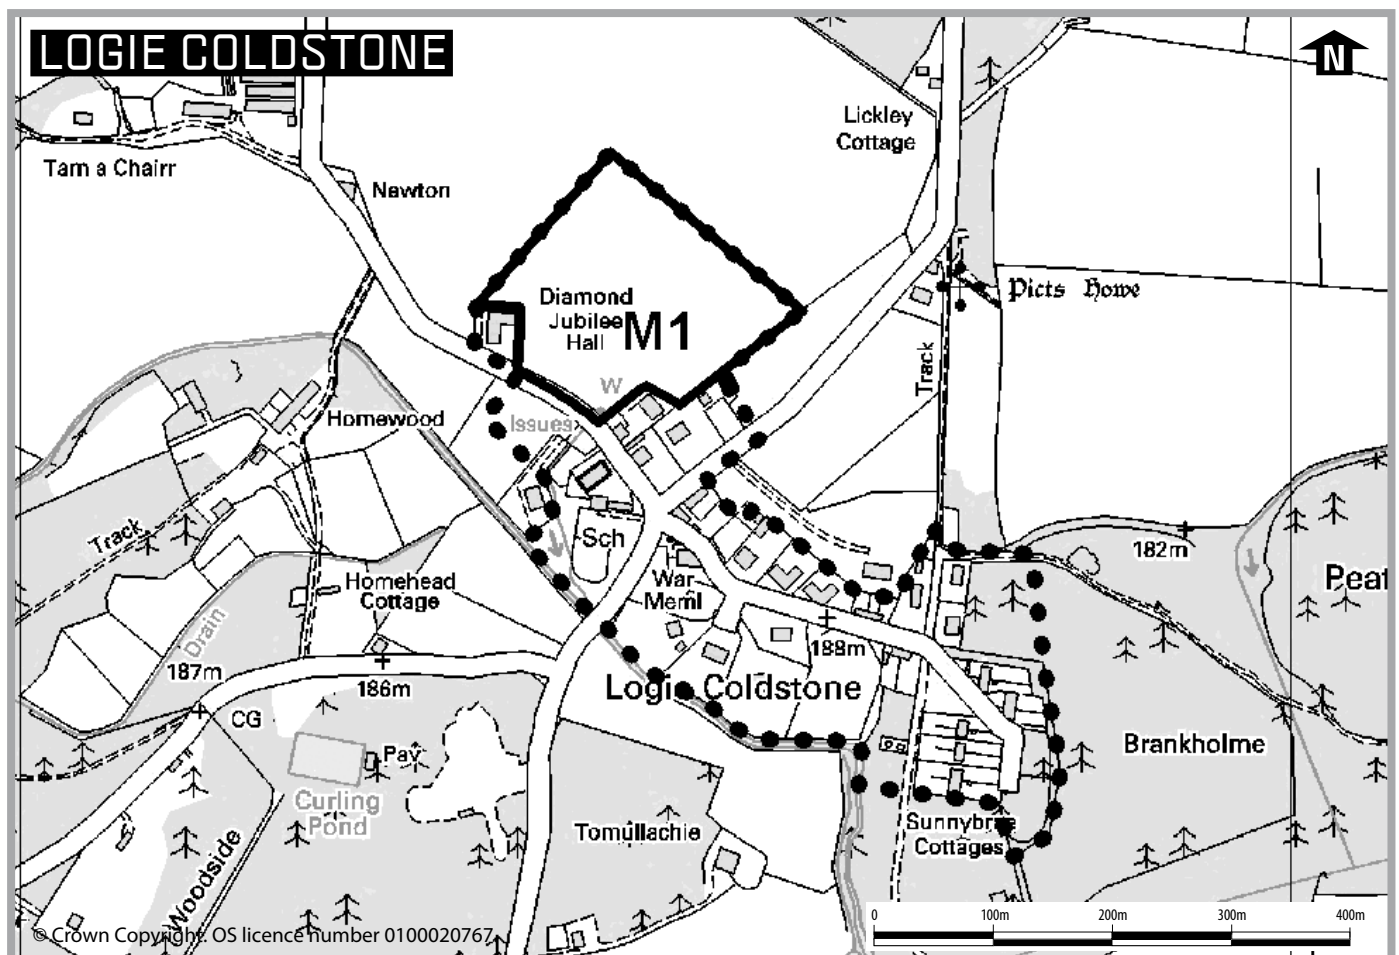 LOGIE COLDSTONE
N
Lickley
Cottage
Tam a Chairr
Newton
Picts Howe
Diamond
Jubilee
Hall
M1
Track
W
Homewood
Issues
Track
Sch
182m
Peat
War
Meml
Homehead
Cottage
Drain
188m
187m
186m
Logie Coldstone
CG
Pav
Brankholme
Curling
Pond
Tomullachie
Sunnybrae
Cottages
Woodside
0 100m 200m 300m 400m
© Crown Copyright. OS licence number 0100020767